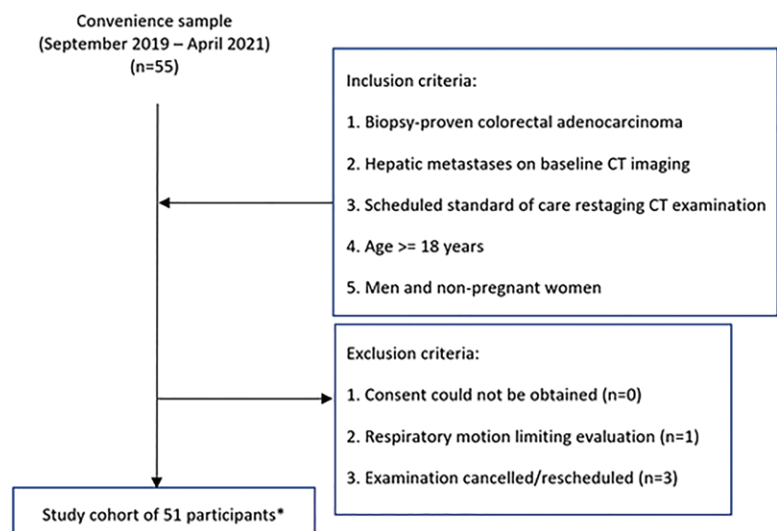 Convenience sample
(September 2019 – April 2021)
(n=55)
Inclusion criteria:
1. Biopsy-proven colorectal adenocarcinoma
2. Hepatic metastases on baseline CT imaging
3. Scheduled standard of care restaging CT examination
4. Age >= 18 years
5. Men and non-pregnant women
Exclusion criteria:
1. Consent could not be obtained (n=0)
2. Respiratory motion limiting evaluation (n=1)
3. Examination cancelled/rescheduled (n=3)
Study cohort of 51 participants*